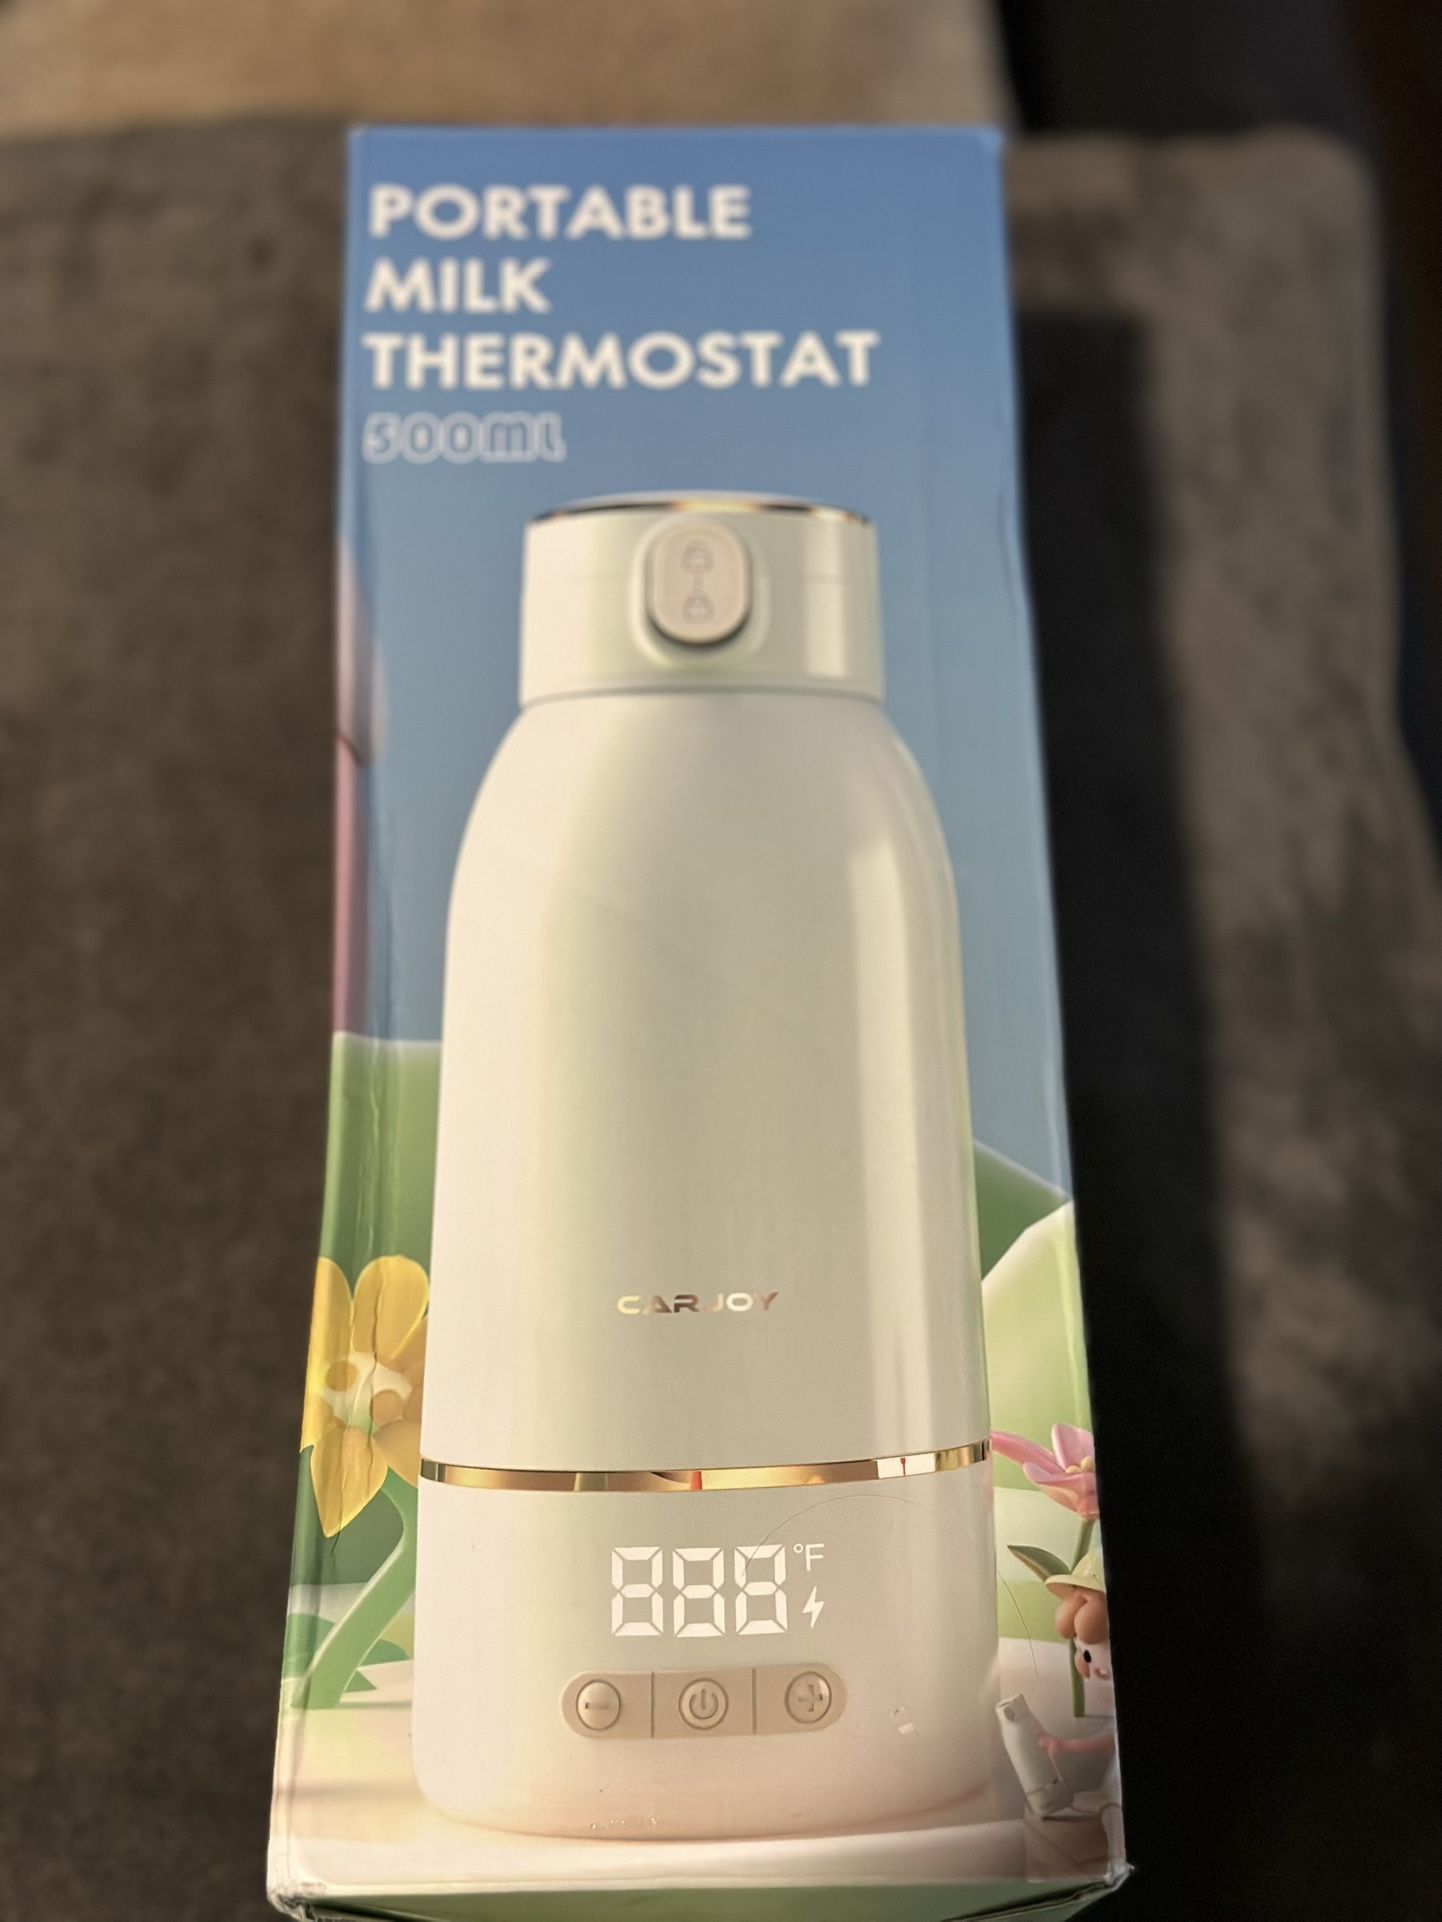 PORTABLE
MILK
THERMOSTAT
500ML
CARJOY
888°F